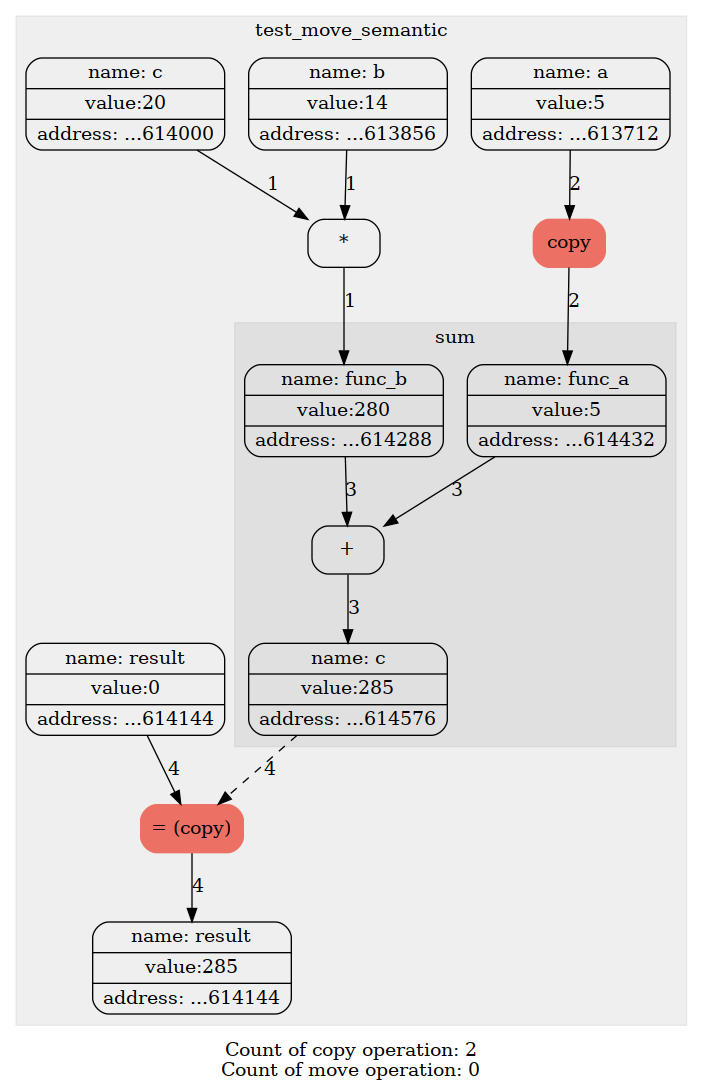 test_move_semantic
name: c
value:20
address: ...614000
name: b
value:14
address: ...613856
name: a
value:5
address: ...613712
1
1
2
*
copy
1
2
sum
name: func_b
value:280
address: ...614288
name: func_a
value:5
address: ...614432
3
3
+
3
name: result
value:0
address: ...614144
name: c
value:285
address: ...614576
4
4
= (copy)
4
name: result
value:285
address: ...614144
Count of copy operation: 2
Count of move operation: 0